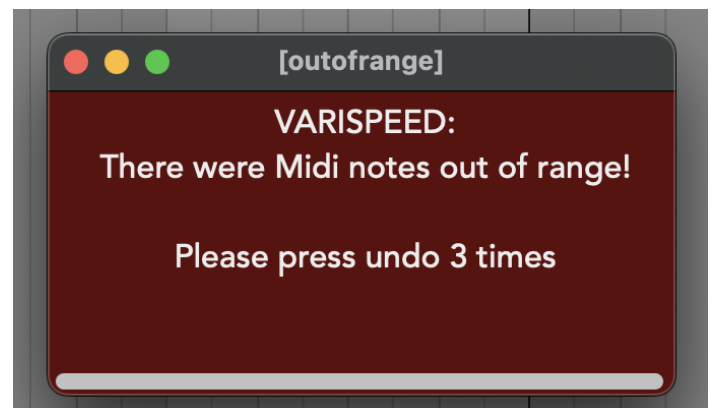 [outofrange]
VARISPEED:
There were Midi notes out of range!
Please press undo 3 times